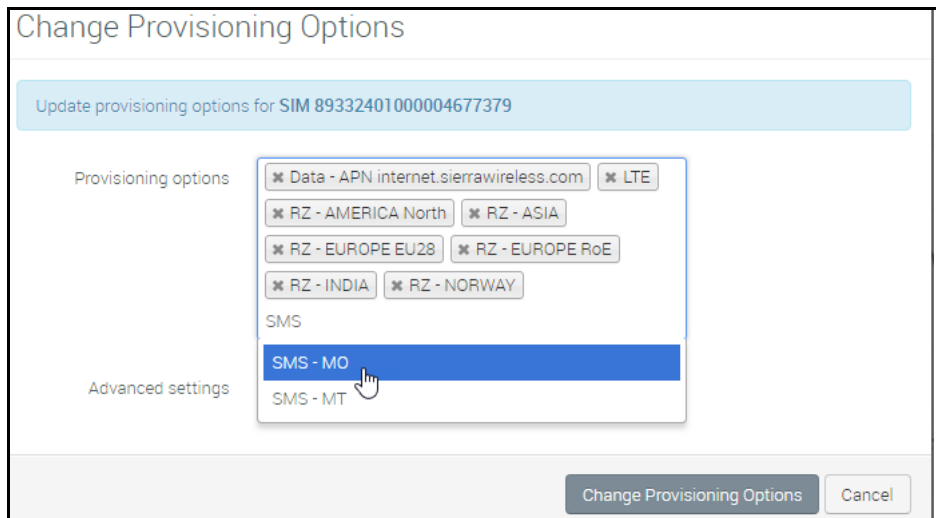 Change Provisioning Options
Update provisioning options for SIM 89332401000004677379
Provisioning options
✖ Data - APN internet.sierrawireless.com ✖ LTE
✖ RZ - AMERICA North ✖ RZ - ASIA
✖ RZ - EUROPE EU28 ✖ RZ - EUROPE RoE
✖ RZ - INDIA ✖ RZ - NORWAY
SMS
SMS - MO
Advanced settings
SMS - MT
Change Provisioning Options Cancel